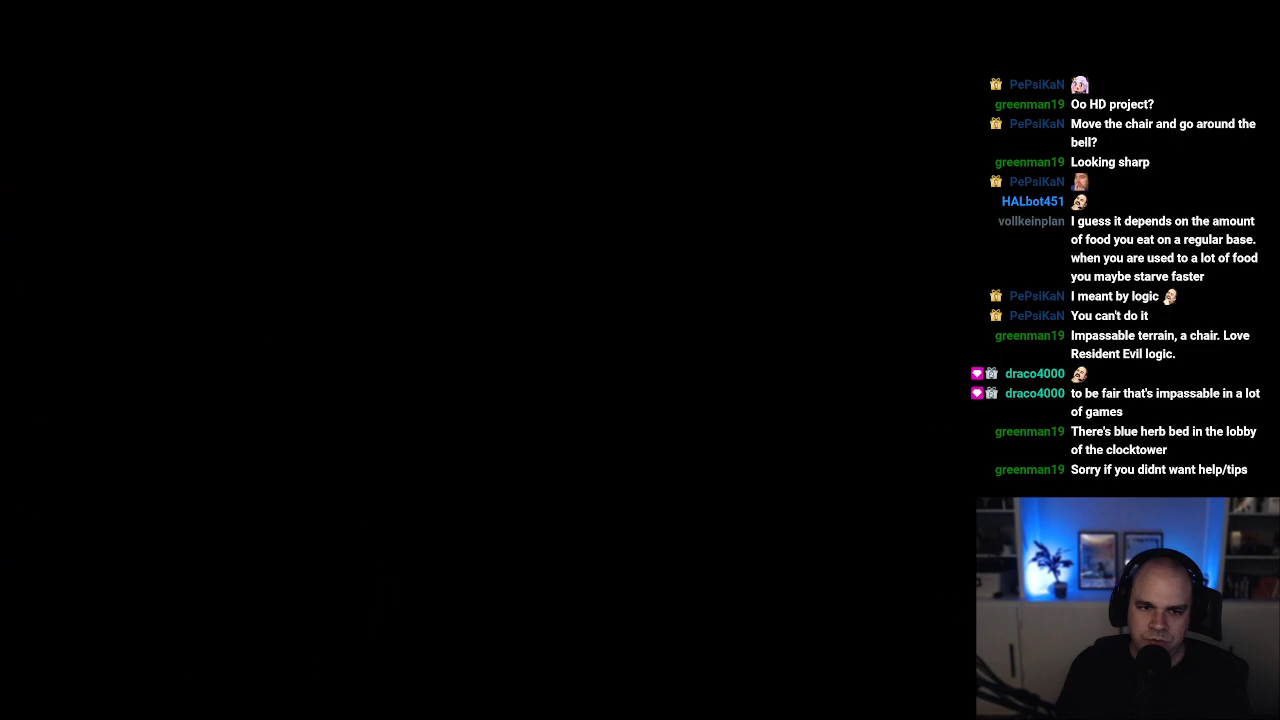 PePsiKaN
greenman19 Oo HD project?
PePsiKaN Move the chair and go around the
bell?
greenman19 Looking sharp
PePsiKaN
HALbot451
vollkeinplan I guess it depends on the amount
of food you eat on a regular base.
when you are used to a lot of food
you maybe starve faster
PePsiKaN I meant by logic
PePsiKaN You can't do it
greenman19 Impassable terrain, a chair. Love
Resident Evil logic.
draco4000
draco4000 to be fair that's impassable in a lot
of games
greenman19 There's blue herb bed in the lobby
of the clocktower
greenman19 Sorry if you didnt want help/tips